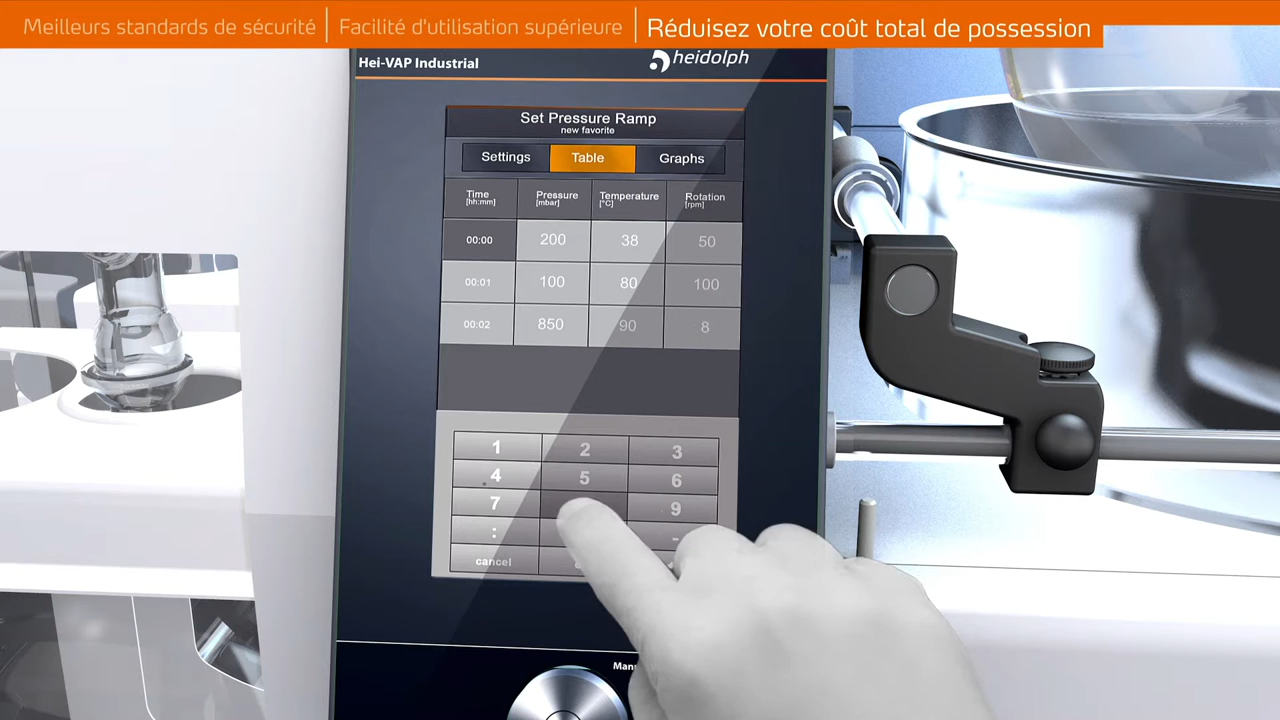 Meilleurs standards de sécurité | Facilité d'utilisation supérieure | Réduisez votre coût total de possession
Hei-VAP Industrial
heidolph
Set Pressure Ramp
new favorite
Settings Table Graphs
Time Pressure Temperature Rotation
[hh:mm] [mbar] [°C] [rpm]
00:00 200 38 50
00:01 100 80 100
00:02 850 90 8
1 2 3
4 5 6
7 9
: -
cancel